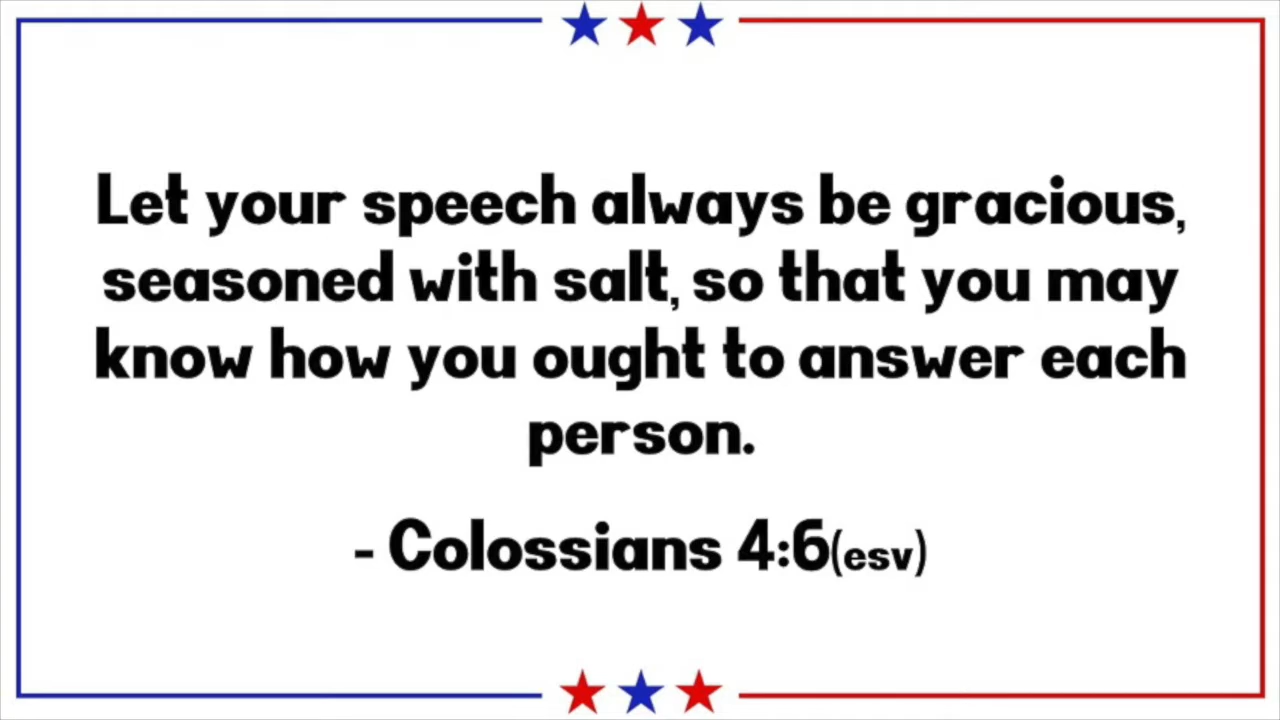 Let your speech always be gracious,
seasoned with salt, so that you may
know how you ought to answer each
person.
- Colossians 4:6(esv)